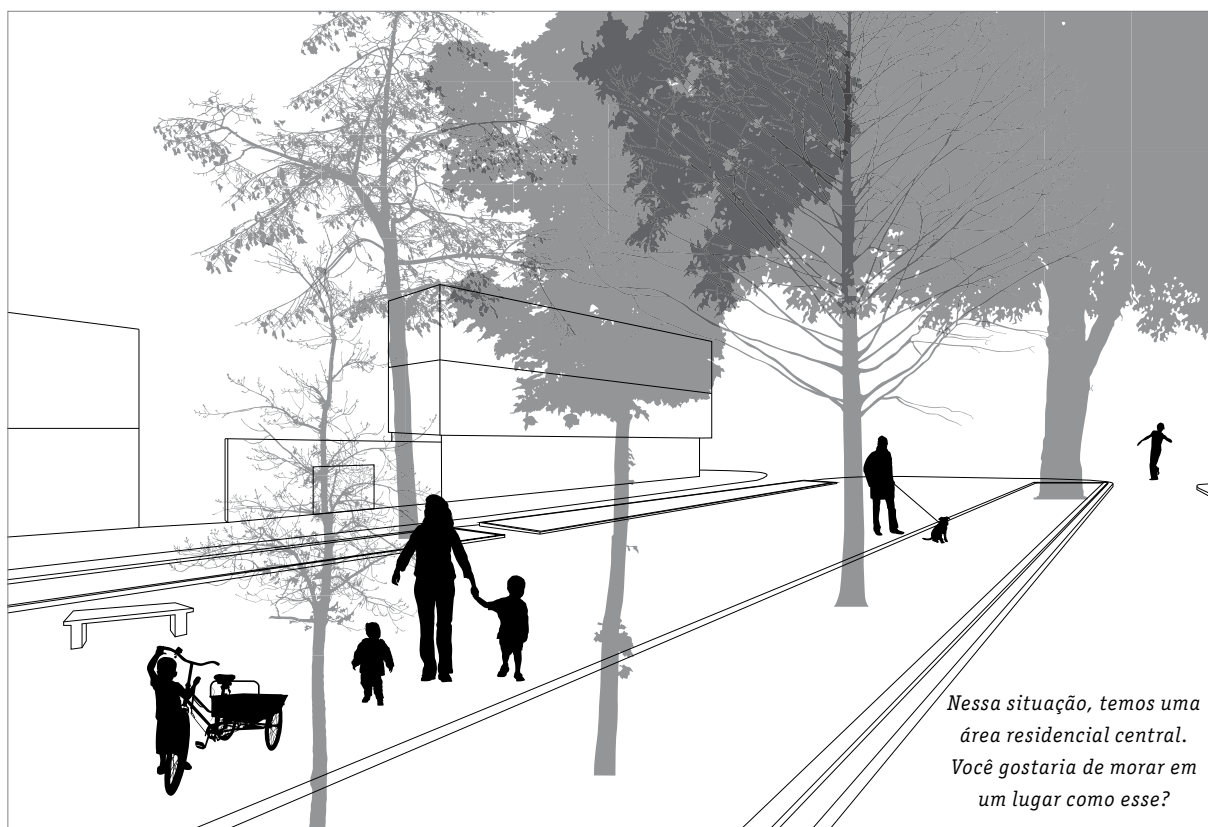 Nessa situação, temos uma
área residencial central.
Você gostaria de morar em
um lugar como esse?